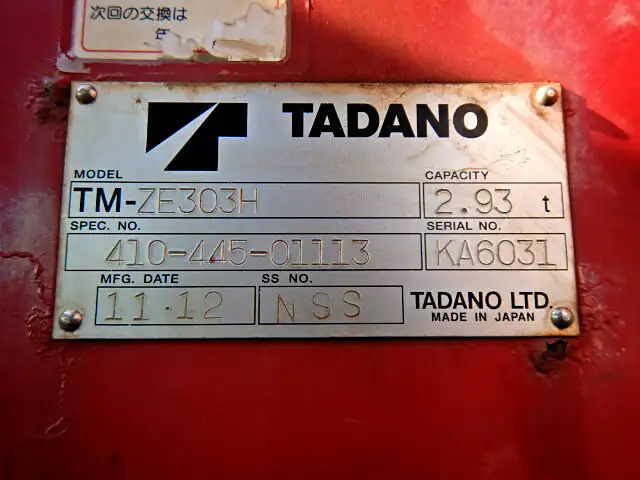 次回の交換は
年
TADANO
MODEL CAPACITY
TM-ZE303H 2.93 t
SPEC. NO. SERIAL NO.
410-445-01113 KA6031
MFG. DATE SS NO.
11·12 NSS TADANO LTD.
MADE IN JAPAN